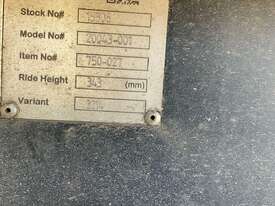 Stock No#
Model No# 20043-001
Item No# 750-027
Ride Height 343 (mm)
Variant